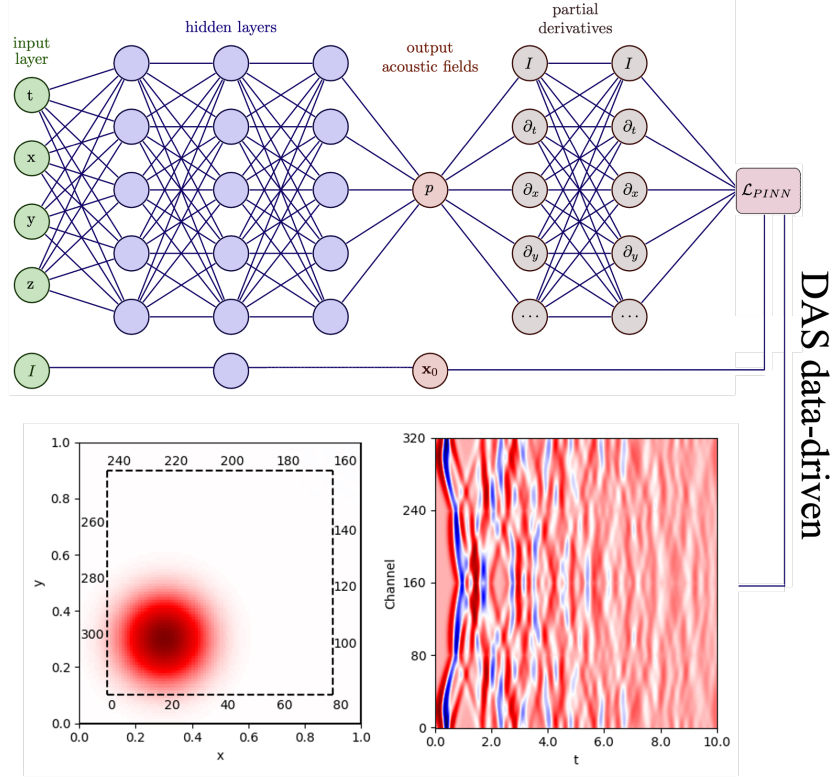 partial
derivatives
hidden layers
input
layer
output
acoustic fields
t
x
y
z
p
I
I
∂t
∂t
∂x
∂x
∂y
∂y
...
...
ℒPINN
I
x0
DAS data-driven
1.0
0.8
0.6
0.4
0.2
0.0
y
240
220
200
180
160
260
140
280
120
300
100
0
20
40
60
80
0.0
0.2
0.4
0.6
0.8
1.0
x
320
240
160
80
0
Channel
0.0
2.0
4.0
6.0
8.0
10.0
t